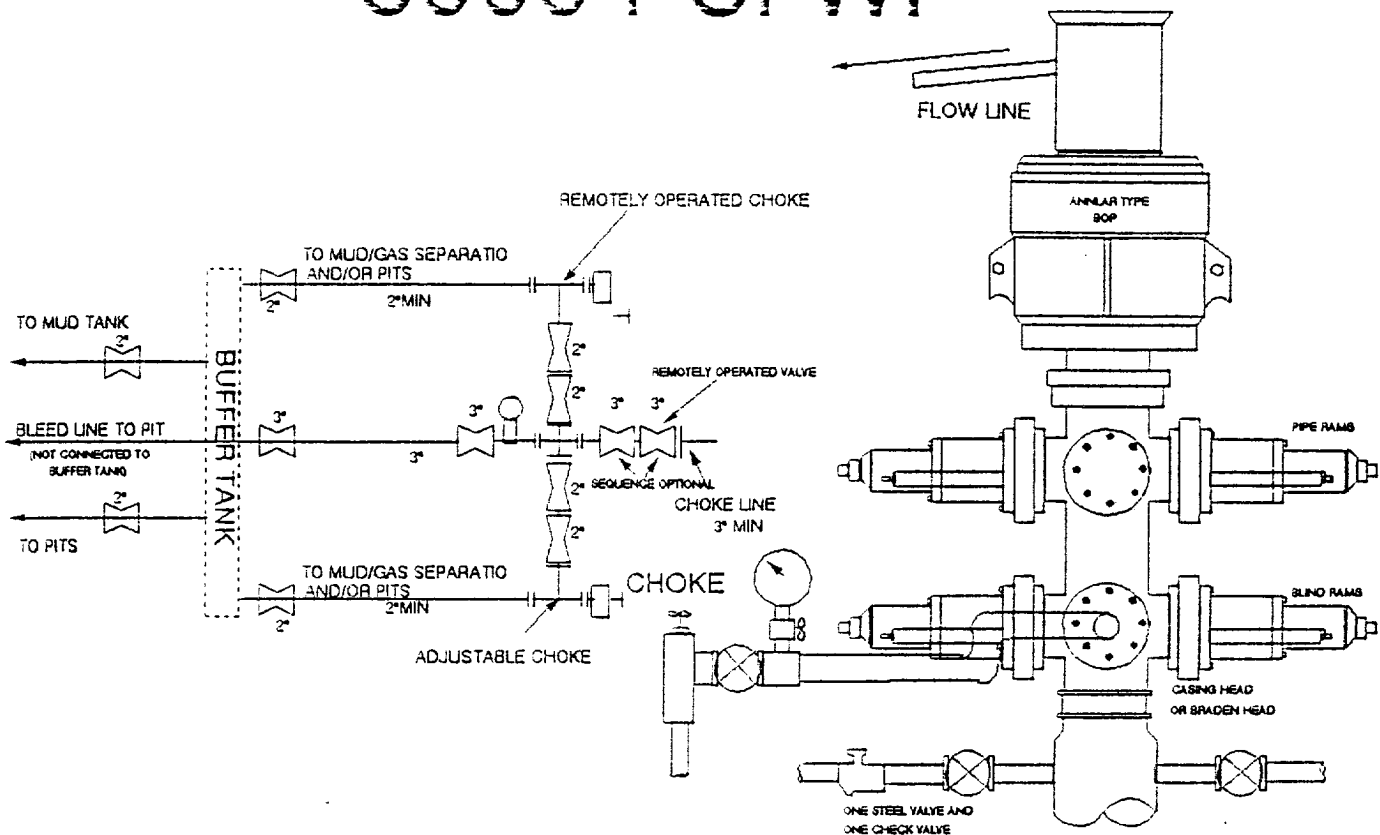 FLOW LINE
ANNLAR TYPE
BOP
REMOTELY OPERATED CHOKE
TO MUD/GAS SEPARATIO
AND/OR PITS
2" MIN
2"
TO MUD TANK
2"
2"
2"
REMOTELY OPERATED VALVE
BUFFER TANK
3"
3"
3"
3"
BLEED LINE TO PIT
(NOT CONNECTED TO
BUFFER TANK)
3"
SEQUENCE OPTIONAL
CHOKE LINE
3" MIN
PIPE RAMS
2"
2"
2"
TO PITS
TO MUD/GAS SEPARATIO
AND/OR PITS
2" MIN
2"
CHOKE
ADJUSTABLE CHOKE
BLIND RAMS
CASING HEAD
OR BRADEN HEAD
ONE STEEL VALVE AND
ONE CHECK VALVE